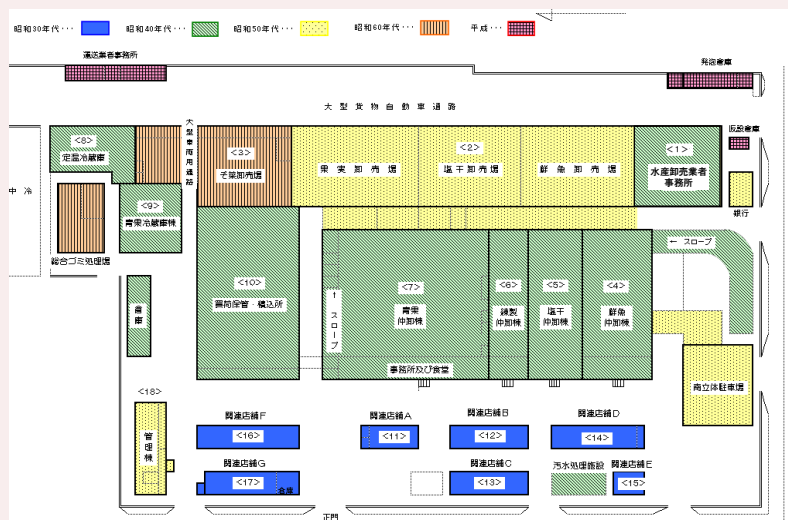 昭和30年代･･･ 昭和40年代･･･ 昭和50年代･･･ 昭和60年代･･･ 平成･･･
運送業者事務所
発泡倉庫
大型貨物自動車通路
大型車両用通路
仮設倉庫
<8>
定温冷蔵庫
<3>
そ菜卸売場
果実卸売場
<2>
塩干卸売場
鮮魚卸売場
<1>
水産卸売業者
事務所
中冷
<9>
青果冷蔵庫棟
銀行
総合ゴミ処理場
← スロープ
<10>
買荷保管・積込所
↑スロープ
<7>
青果
仲卸棟
<6>
錬製
仲卸棟
<5>
塩干
仲卸棟
<4>
鮮魚
仲卸棟
倉庫
事務所及び食堂
南立体駐車場
<18>
管理棟
関連店舗F
<16>
関連店舗A
<11>
関連店舗B
<12>
関連店舗D
<14>
関連店舗G
<17>
倉庫
関連店舗C
<13>
汚水処理施設
関連店舗E
<15>
正門